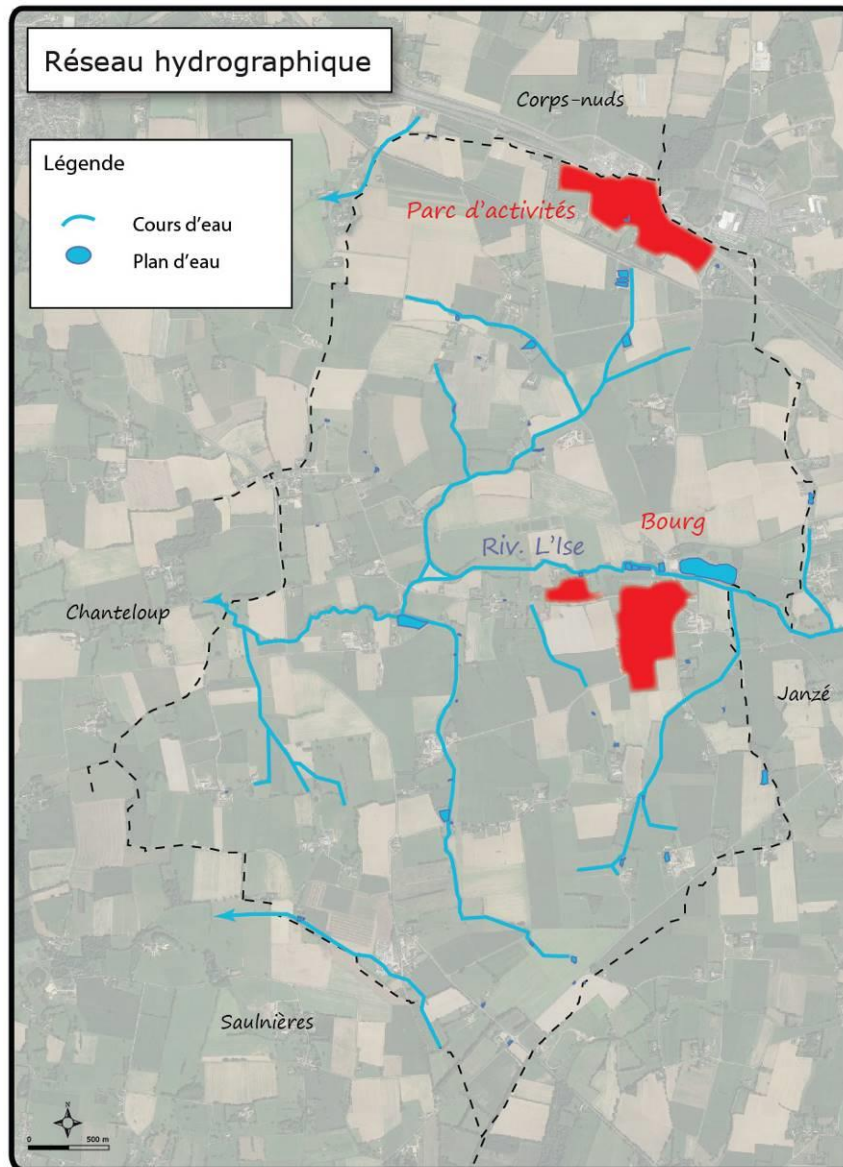 Réseau hydrographique
Corps-nuds
Légende
Cours d'eau
Plan d'eau
Parc d'activités
Bourg
Riv. L'Ise
Chanteloup
Janzé
Saulnières
N
0 500 m